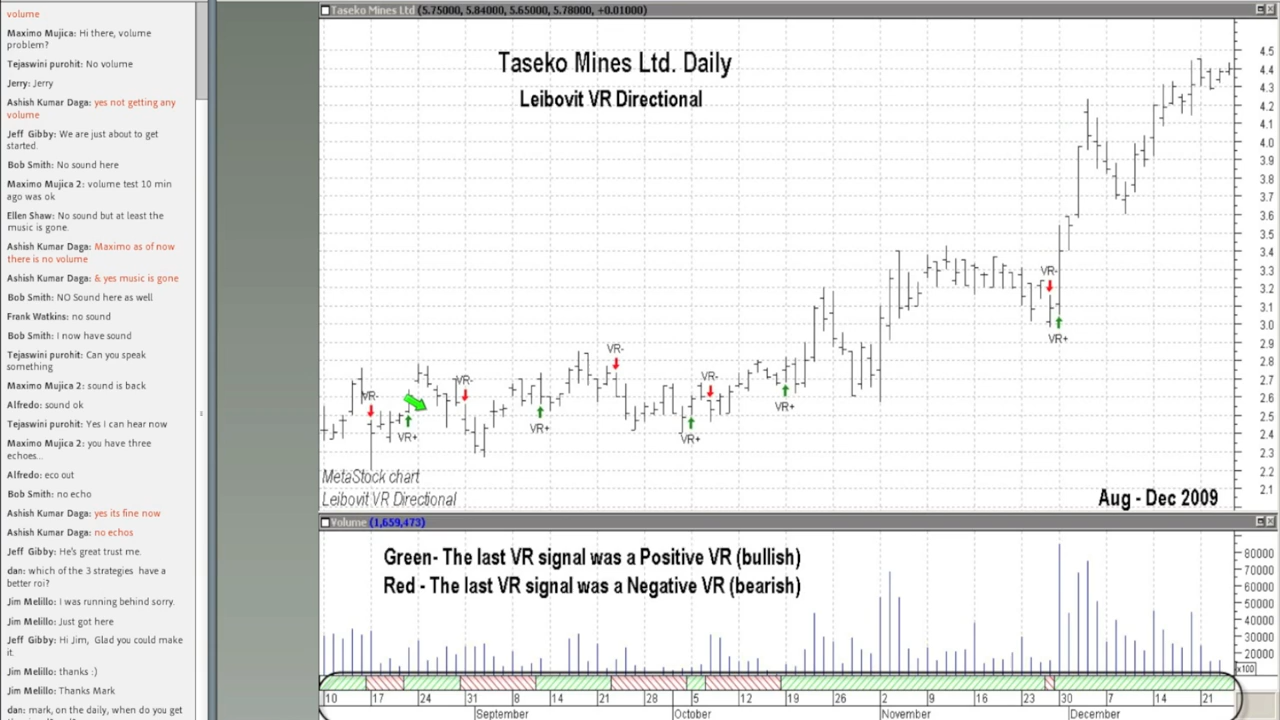 volume
Maximo Mujica: Hi there, volume
problem?
Tejaswini purohit: No volume
Jerry: Jerry
Ashish Kumar Daga: yes not getting any
volume
Jeff Gibby: We are just about to get
started.
Bob Smith: No sound here
Maximo Mujica 2: volume test 10 min
ago was ok
Ellen Shaw: No sound but at least the
music is gone.
Ashish Kumar Daga: Maximo as of now
there is no volume
Ashish Kumar Daga: & yes music is gone
Bob Smith: NO Sound here as well
Frank Watkins: no sound
Bob Smith: I now have sound
Tejaswini purohit: Can you speak
something
Maximo Mujica 2: sound is back
Alfredo: sound ok
Tejaswini purohit: Yes I can hear now
Maximo Mujica 2: you have three
echoes...
Alfredo: eco out
Bob Smith: no echo
Ashish Kumar Daga: yes its fine now
Ashish Kumar Daga: no echos
Jeff Gibby: He's great trust me.
dan: which of the 3 strategies have a
better roi?
Jim Melillo: I was running behind sorry.
Jim Melillo: Just got here
Jeff Gibby: Hi Jim, Glad you could make
it.
Jim Melillo: thanks :)
Jim Melillo: Thanks Mark
dan: mark, on the daily, when do you get
Taseko Mines Ltd (5.75000, 5.84000, 5.65000, 5.78000, +0.01000)
Taseko Mines Ltd. Daily
Leibovit VR Directional
4.5
4.4
4.3
4.2
4.1
4.0
3.9
3.8
3.7
3.6
3.5
3.4
3.3
3.2
3.1
3.0
2.9
2.8
2.7
2.6
2.5
2.4
2.3
2.2
2.1
VR-
VR+
VR-
VR+
VR-
VR+
VR-
VR+
VR-
VR+
MetaStock chart
Leibovit VR Directional
Aug - Dec 2009
Volume (1,659,473)
Green- The last VR signal was a Positive VR (bullish)
Red - The last VR signal was a Negative VR (bearish)
80000
70000
60000
50000
40000
30000
20000
x100
10 17 24 31 8 14 21 28 5 12 19 26 2 9 16 23 30 7 14 21
September October November December